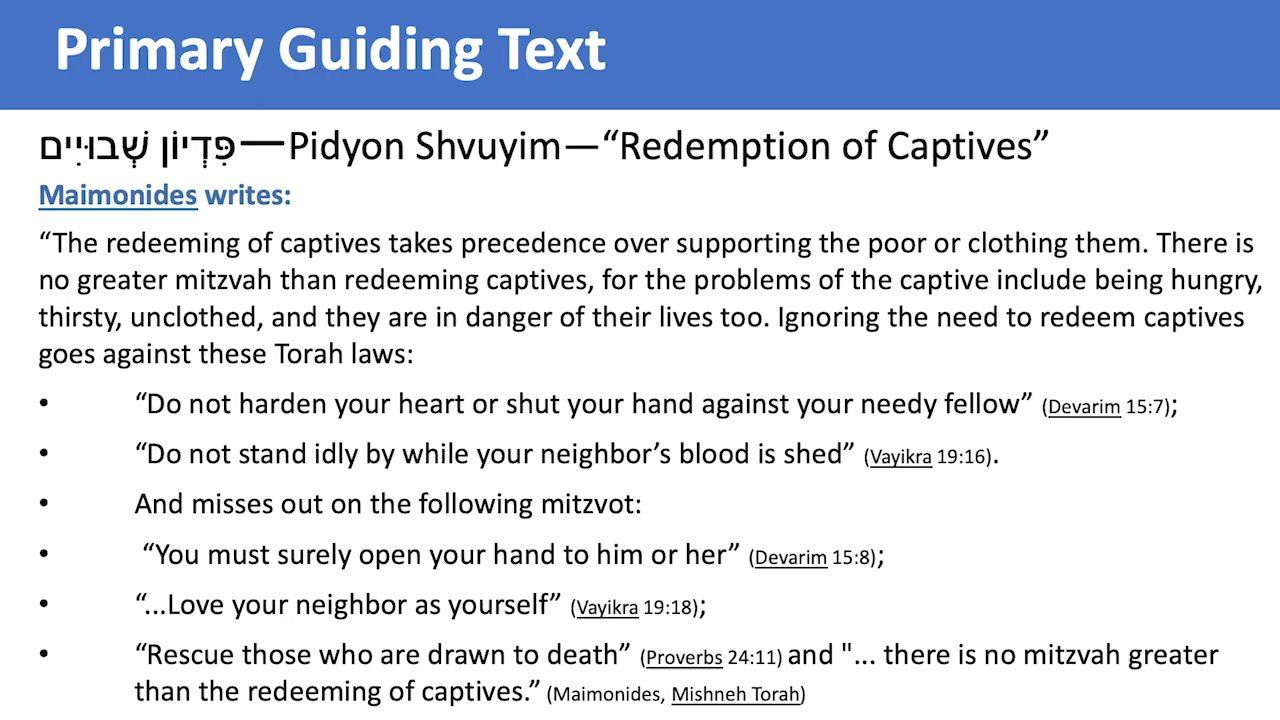 Primary Guiding Text
פִּדְיוֹן שְׁבוּיִים—Pidyon Shvuyim—“Redemption of Captives”
Maimonides writes:
“The redeeming of captives takes precedence over supporting the poor or clothing them. There is
no greater mitzvah than redeeming captives, for the problems of the captive include being hungry,
thirsty, unclothed, and they are in danger of their lives too. Ignoring the need to redeem captives
goes against these Torah laws:
• “Do not harden your heart or shut your hand against your needy fellow” (Devarim 15:7);
• “Do not stand idly by while your neighbor’s blood is shed” (Vayikra 19:16).
• And misses out on the following mitzvot:
• “You must surely open your hand to him or her” (Devarim 15:8);
• “...Love your neighbor as yourself” (Vayikra 19:18);
• “Rescue those who are drawn to death” (Proverbs 24:11) and "... there is no mitzvah greater
than the redeeming of captives.” (Maimonides, Mishneh Torah)